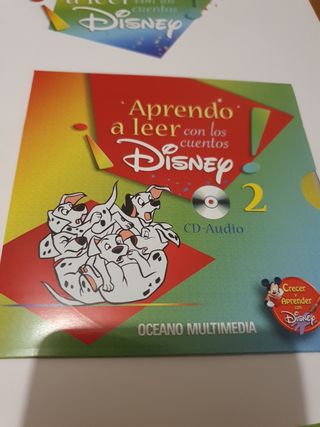 a leer con los
cuentos
Disney
¡Aprendo
a leer con los
cuentos
Disney!
2
CD-Audio
Crecer
y
Aprender
con
Disney
OCEANO MULTIMEDIA